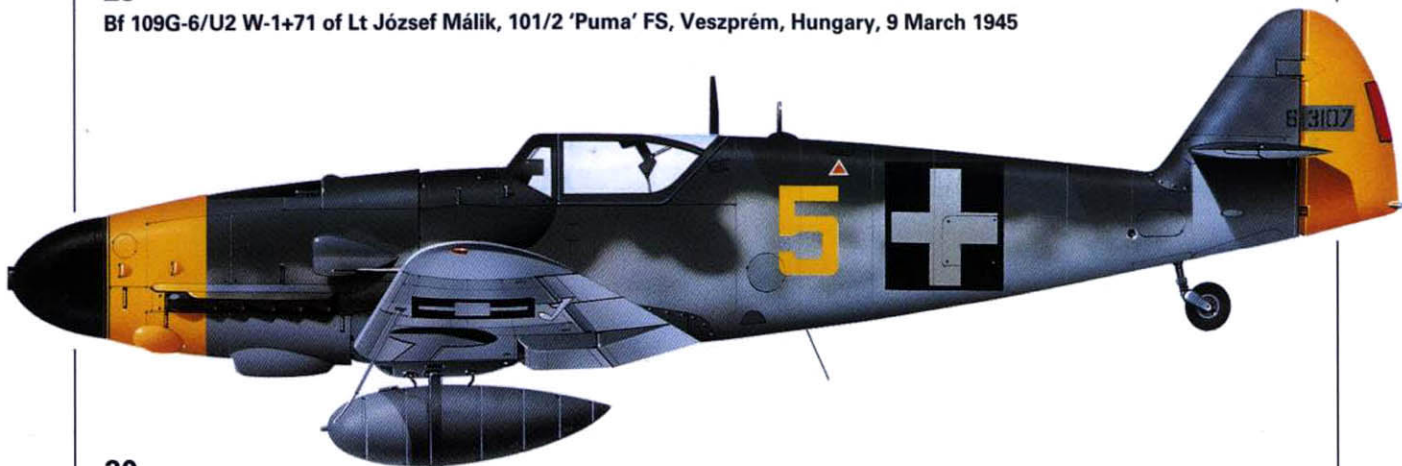 Bf 109G-6/U2 W-1+71 of Lt József Málik, 101/2 ‘Puma’ FS, Veszprém, Hungary, 9 March 1945
5
613107